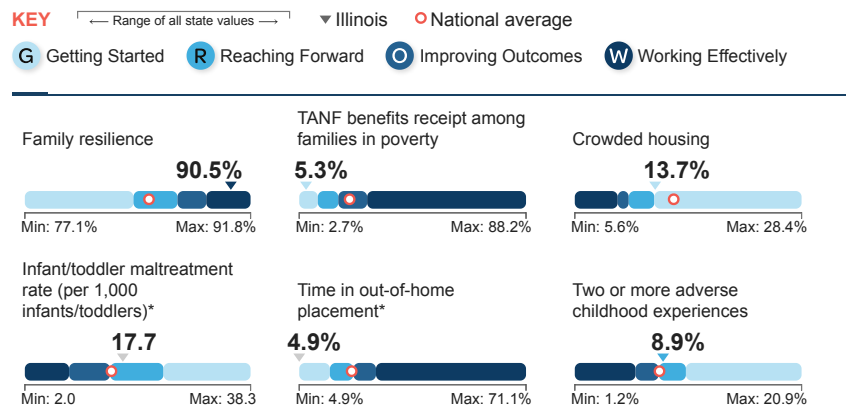 KEY Range of all state values Illinois National average
G Getting Started R Reaching Forward O Improving Outcomes W Working Effectively
Family resilience
90.5%
Min: 77.1% Max: 91.8%
TANF benefits receipt among
families in poverty
5.3%
Min: 2.7% Max: 88.2%
Crowded housing
13.7%
Min: 5.6% Max: 28.4%
Infant/toddler maltreatment
rate (per 1,000
infants/toddlers)*
17.7
Min: 2.0 Max: 38.3
Time in out-of-home
placement*
4.9%
Min: 4.9% Max: 71.1%
Two or more adverse
childhood experiences
8.9%
Min: 1.2% Max: 20.9%